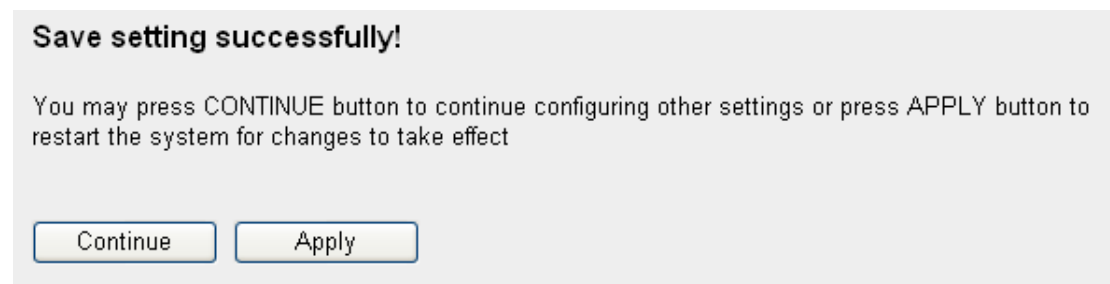 Save setting successfully!
You may press CONTINUE button to continue configuring other settings or press APPLY button to
restart the system for changes to take effect
Continue
Apply